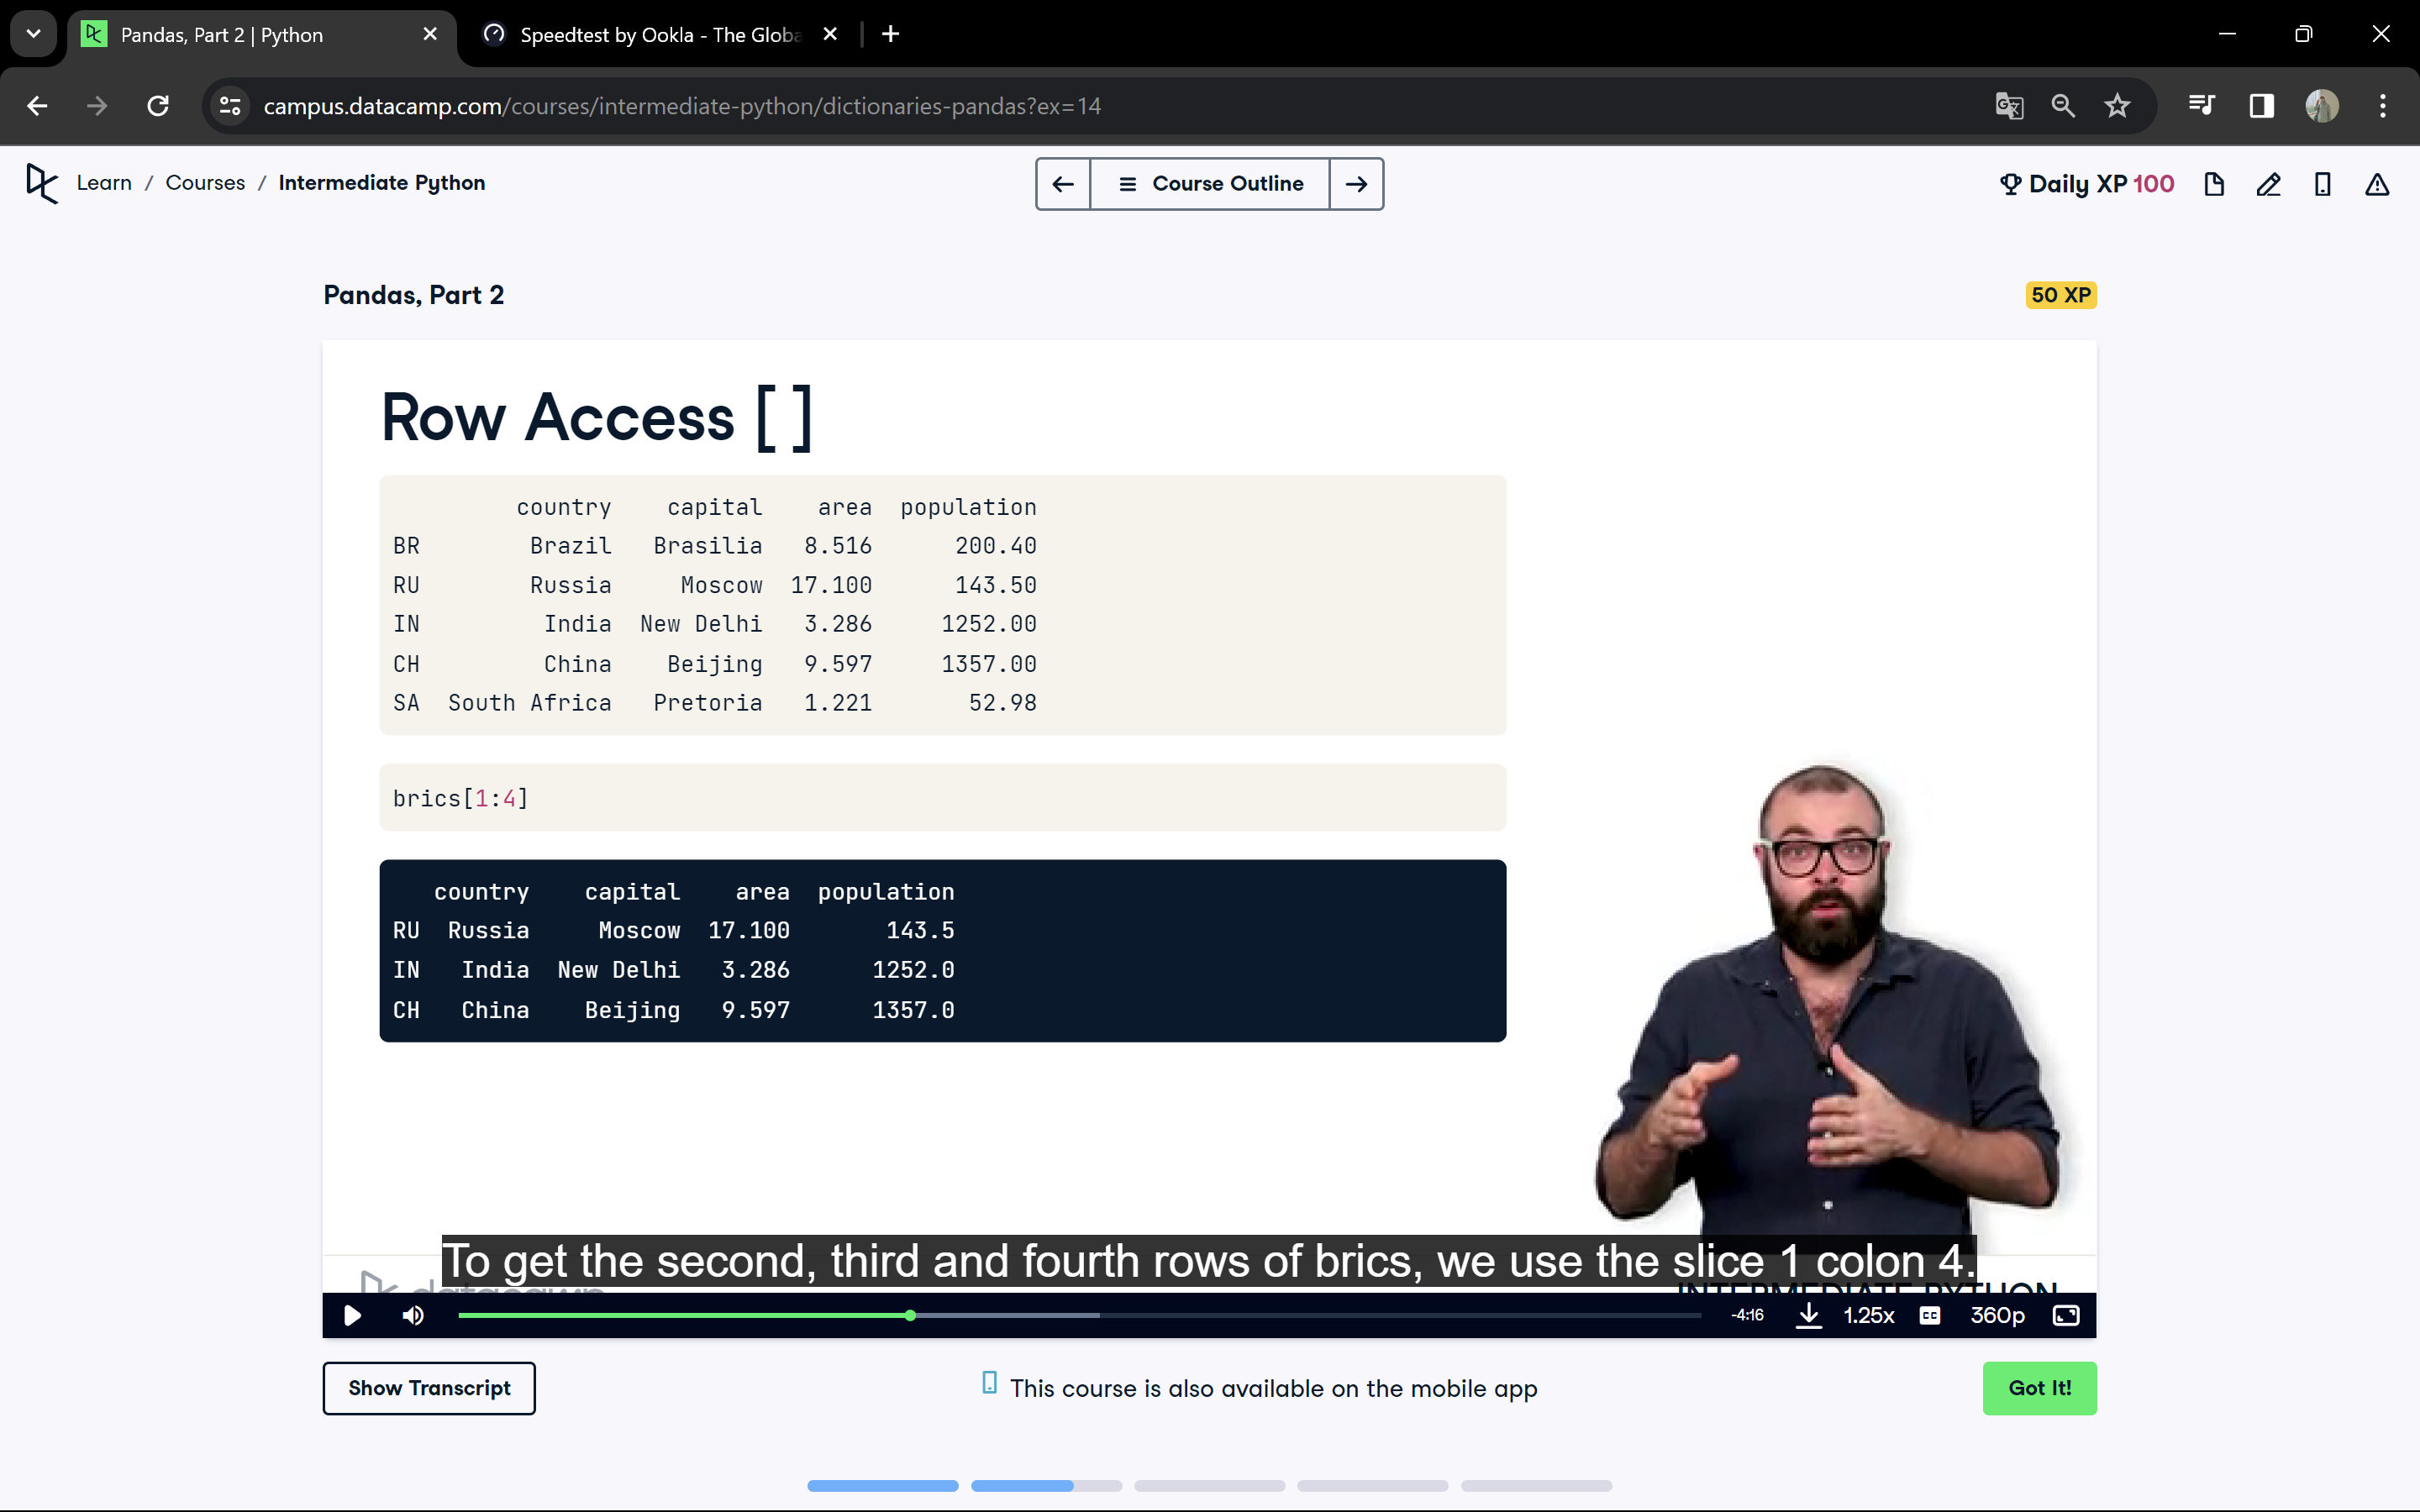 Pandas, Part 2 | Python
Speedtest by Ookla - The Globa
campus.datacamp.com/courses/intermediate-python/dictionaries-pandas?ex=14
Learn / Courses / Intermediate Python
Course Outline
Daily XP 100
Pandas, Part 2
50 XP
Row Access [ ]
country capital area population
BR Brazil Brasilia 8.516 200.40
RU Russia Moscow 17.100 143.50
IN India New Delhi 3.286 1252.00
CH China Beijing 9.597 1357.00
SA South Africa Pretoria 1.221 52.98
brics[1:4]
country capital area population
RU Russia Moscow 17.100 143.5
IN India New Delhi 3.286 1252.0
CH China Beijing 9.597 1357.0
To get the second, third and fourth rows of brics, we use the slice 1 colon 4.
datacamp
INTERMEDIATE PYTHON
-4:16
1.25x
CC
360p
Show Transcript
This course is also available on the mobile app
Got It!